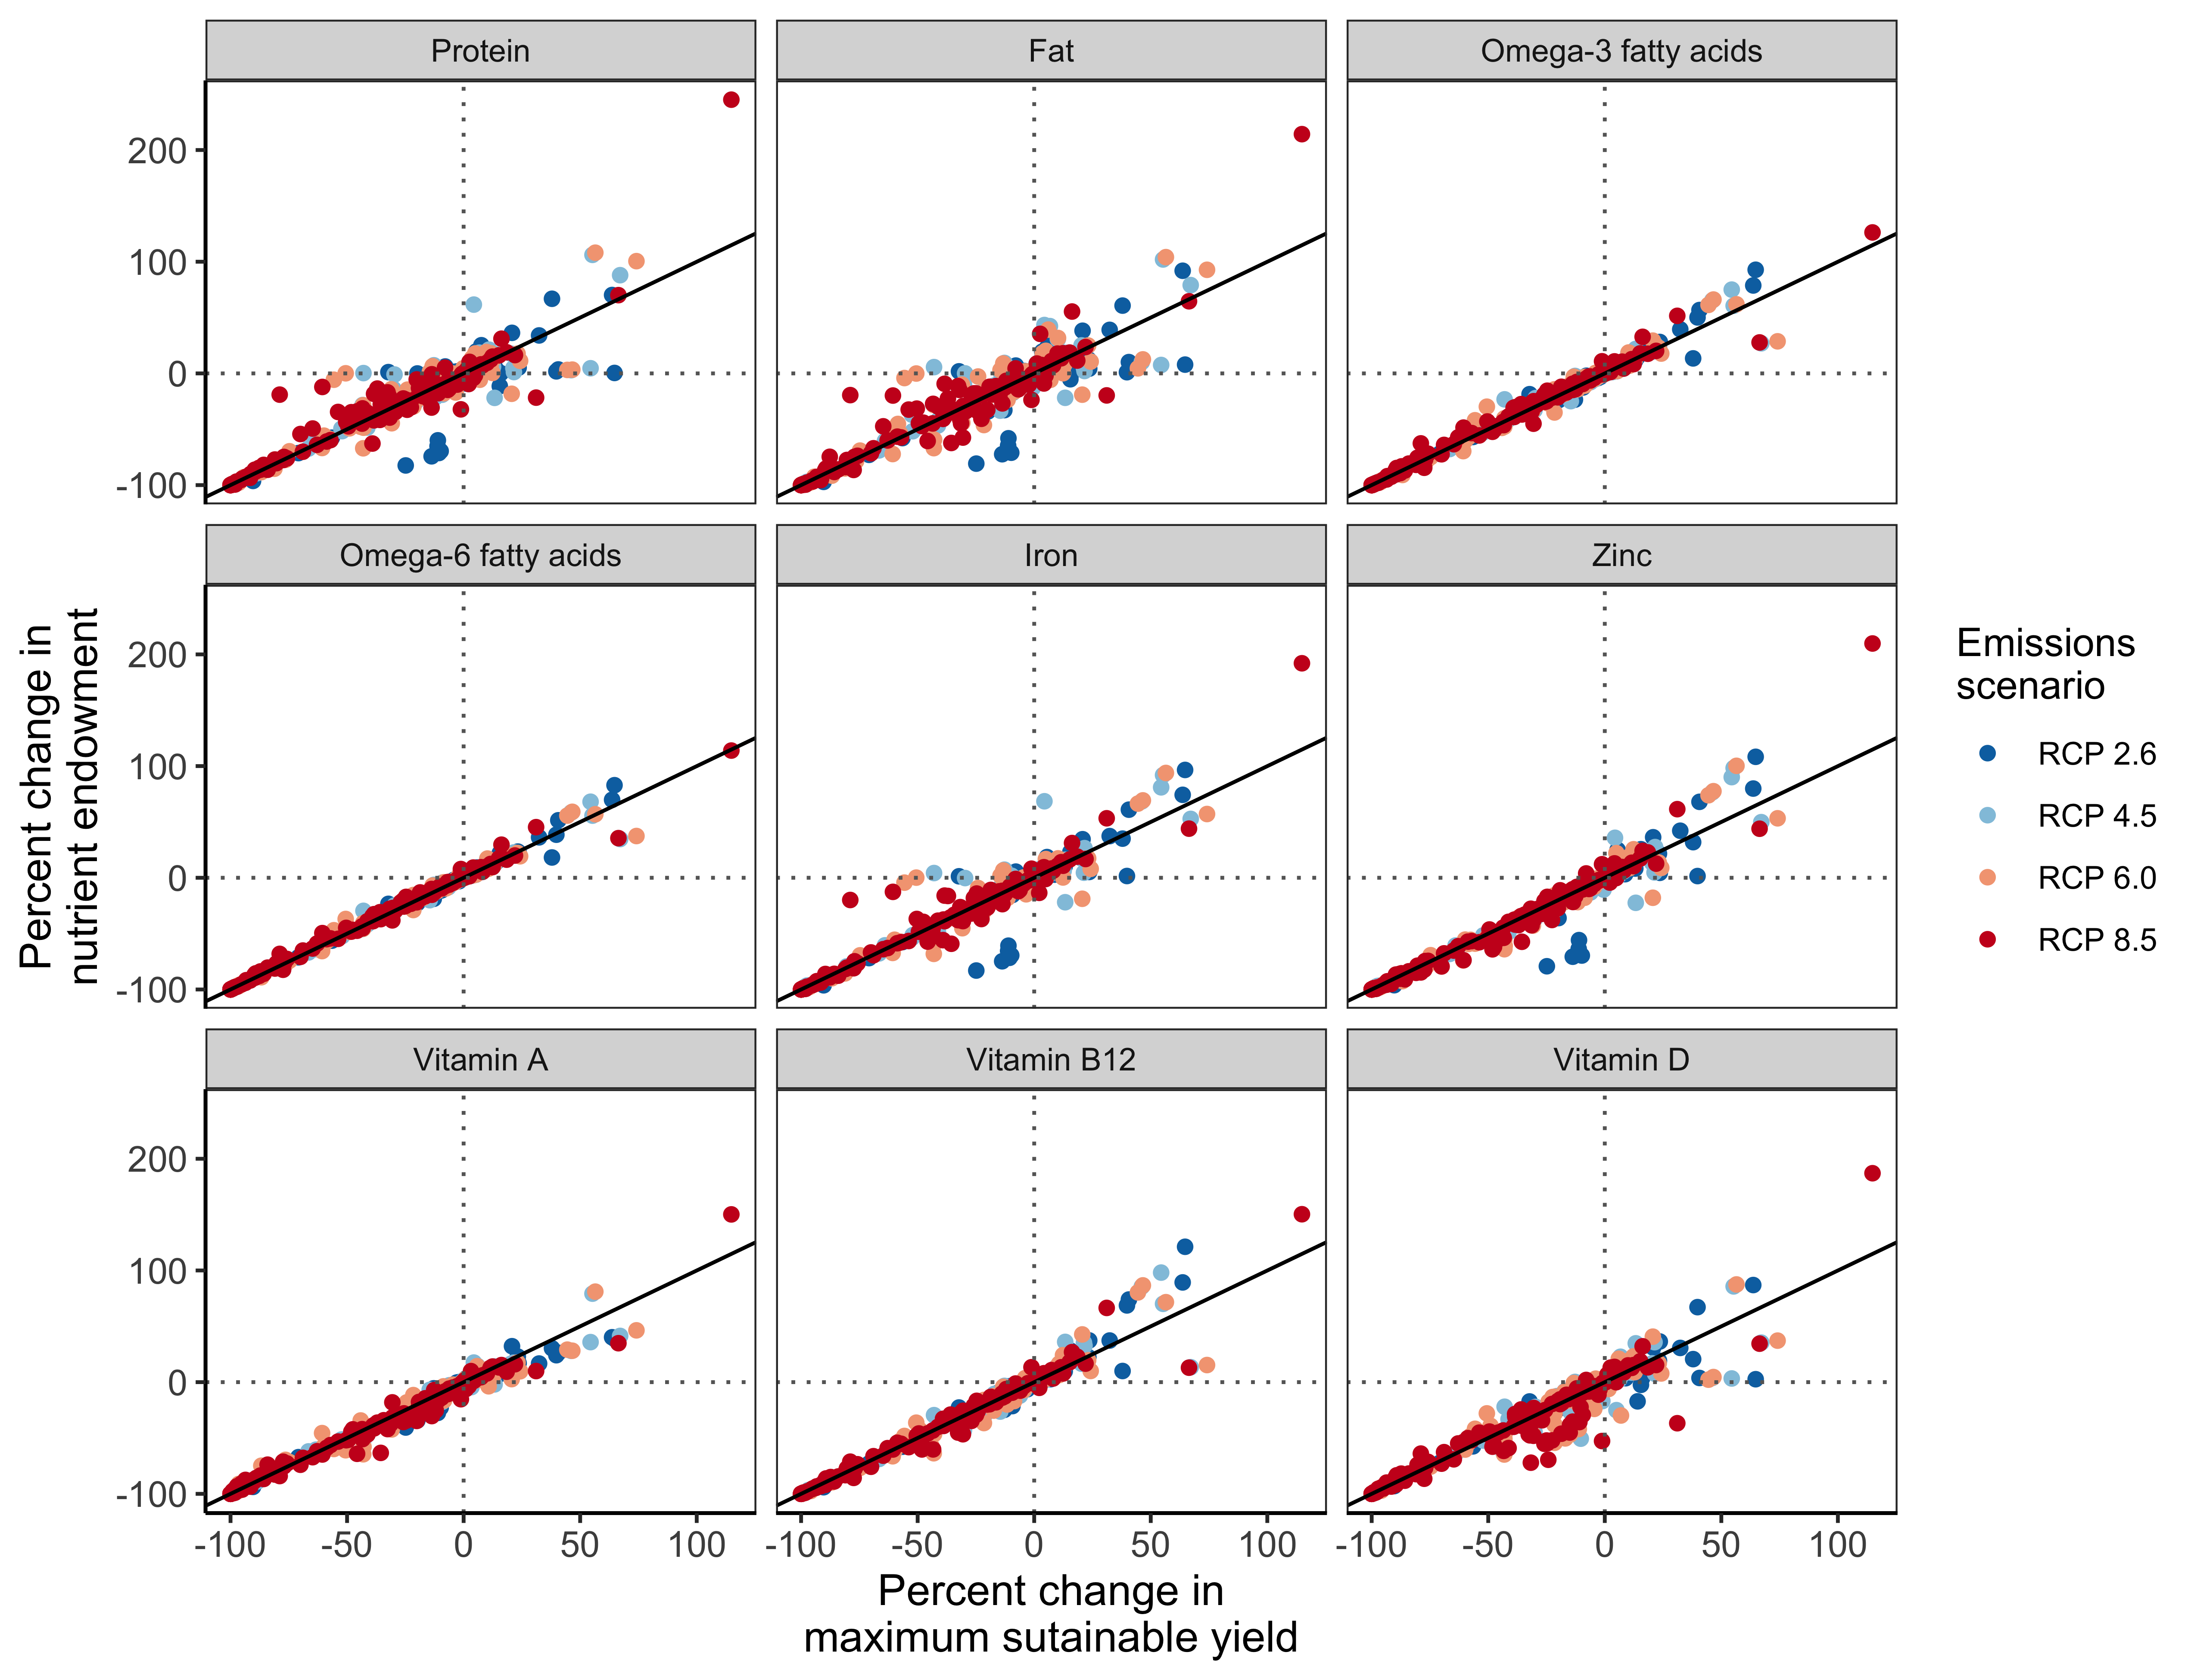 Protein
Fat
Omega-3 fatty acids
200
100
0
-100
Omega-6 fatty acids
Iron
Zinc
200
100
0
-100
Percent change in
nutrient endowment
Vitamin A
Vitamin B12
Vitamin D
200
100
0
-100
-100 -50 0 50 100
-100 -50 0 50 100
-100 -50 0 50 100
Percent change in
maximum sutainable yield
Emissions
scenario
RCP 2.6
RCP 4.5
RCP 6.0
RCP 8.5